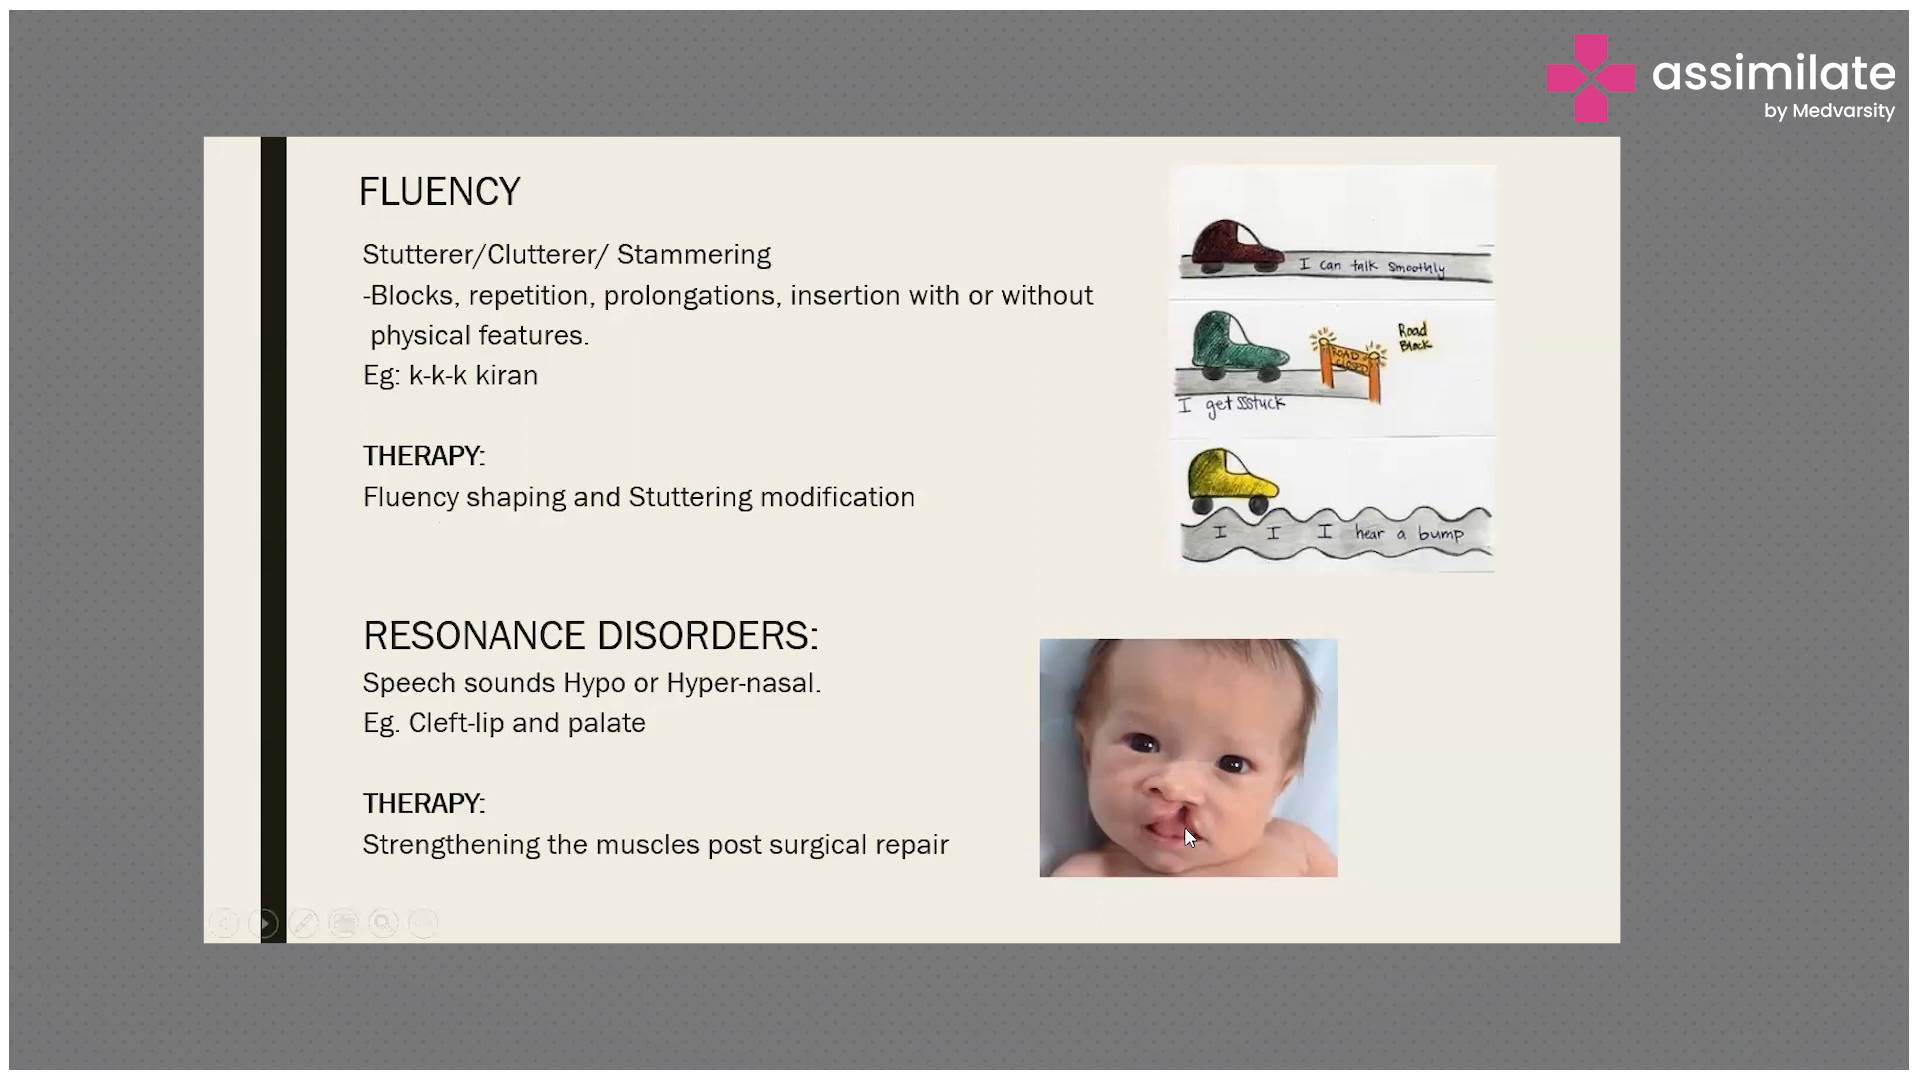 assimilate
by Medvarsity
FLUENCY
Stutterer/Clutterer/ Stammering
-Blocks, repetition, prolongations, insertion with or without
physical features.
Eg: k-k-k kiran
THERAPY:
Fluency shaping and Stuttering modification
I can talk smoothly
Road
Block
ROAD
CLOSED
I get ssstuck
I I I hear a bump
RESONANCE DISORDERS:
Speech sounds Hypo or Hyper-nasal.
Eg. Cleft-lip and palate
THERAPY:
Strengthening the muscles post surgical repair